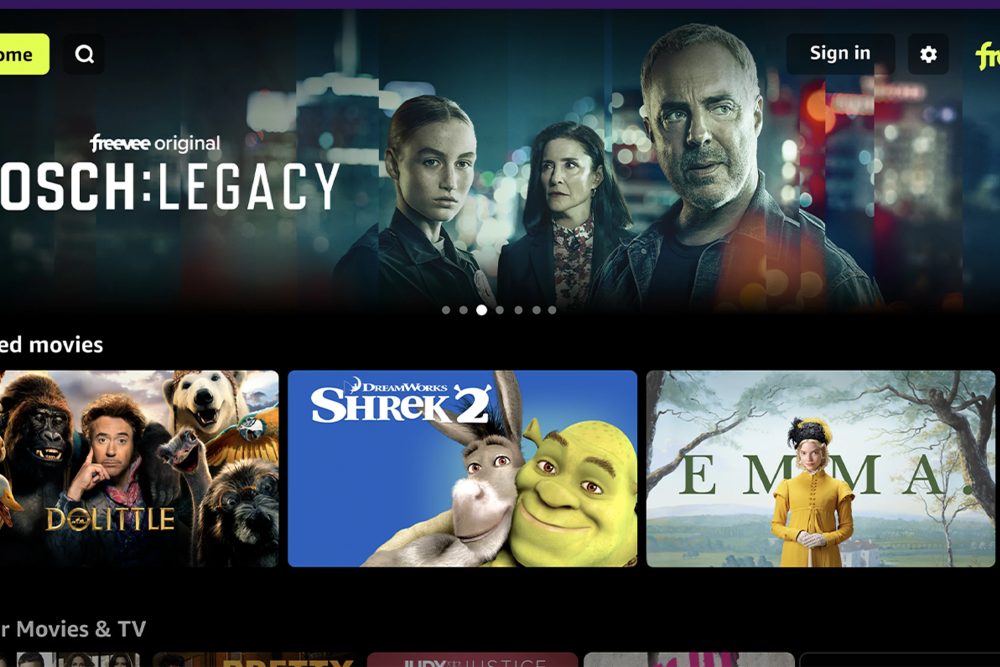 ome
Sign in
fr
freevee original
OSCH:LEGACY
ed movies
DREAMWORKS
SHREK 2
DOLITTLE
EMMA.
r Movies & TV
PRETTY
JUDY JUSTICE